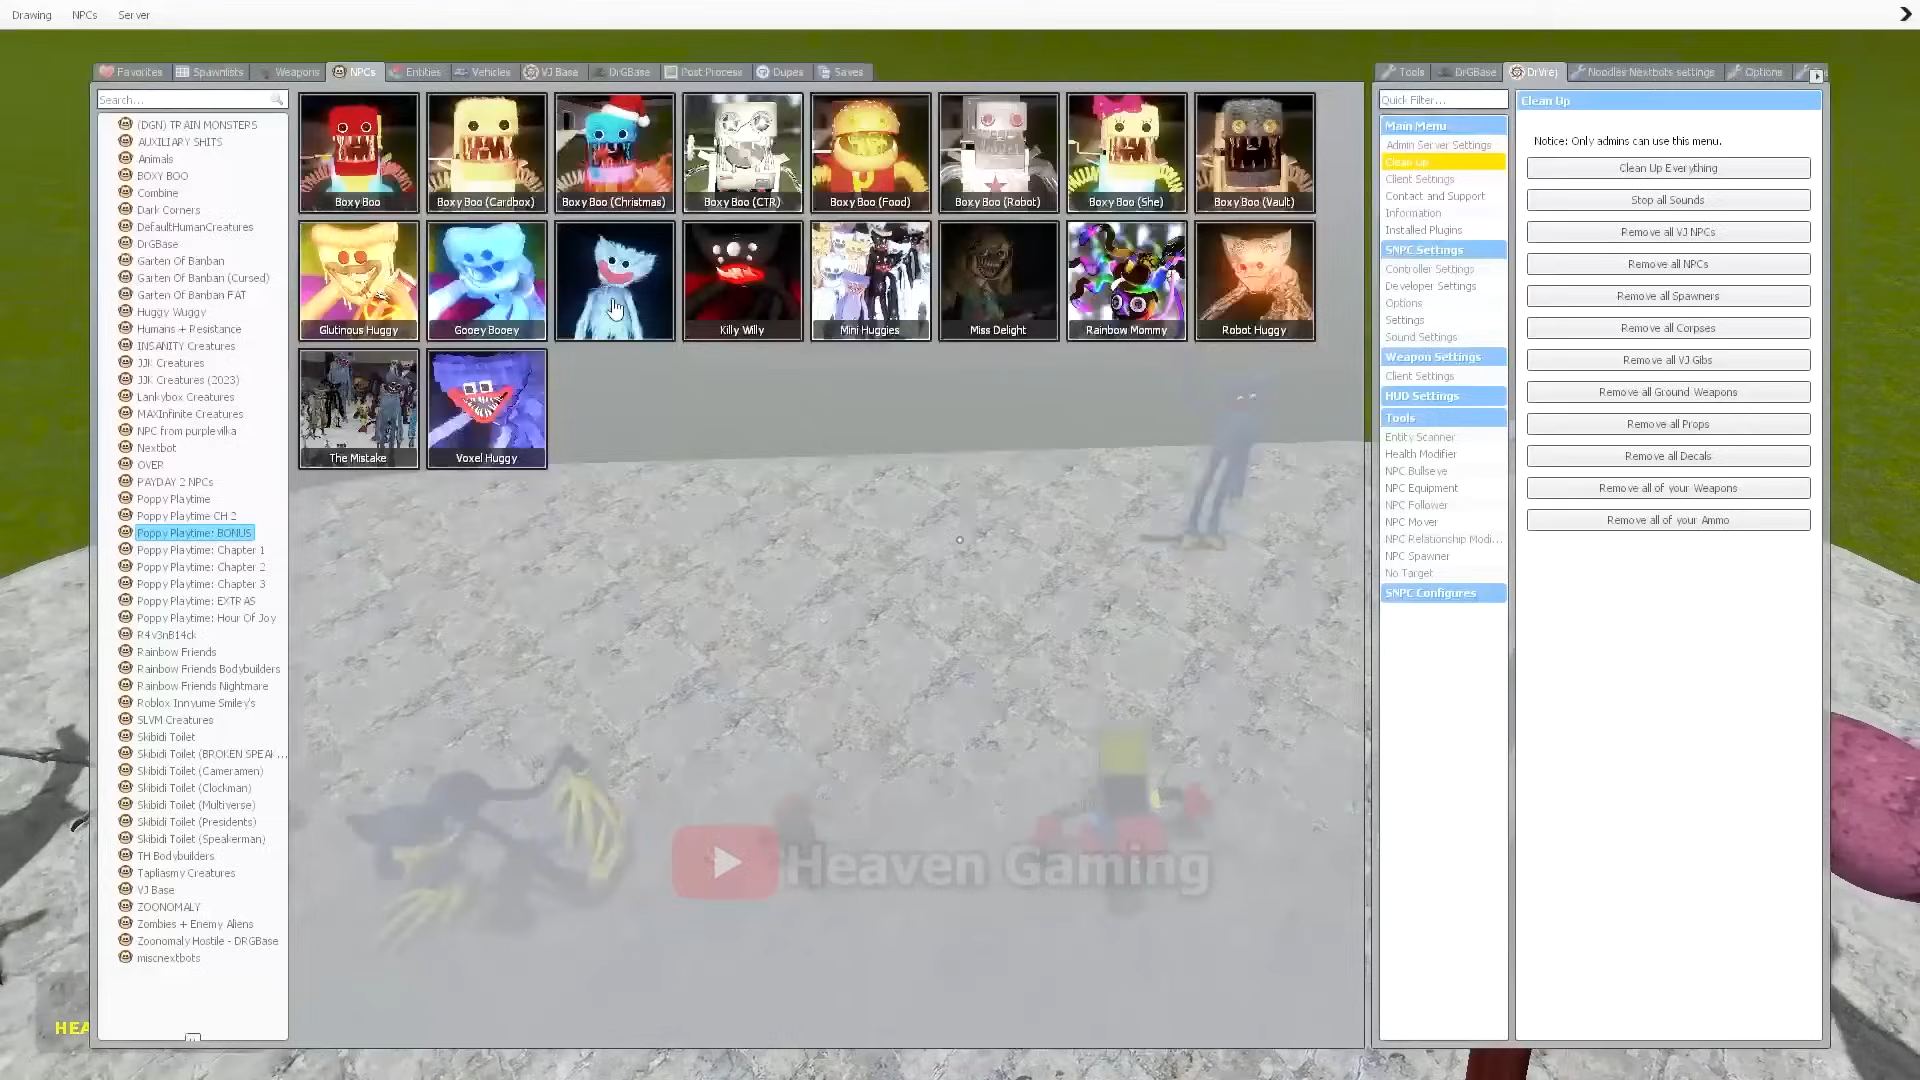 Drawing NPCs Server
Favorites Spawnlists Weapons NPCs Entities Vehicles VJ Base DrGBase Post Process Dupes Saves
Search...
(DGN) TRAIN MONSTERS
AUXILIARY SHITS
Animals
BOXY BOO
Combine
Dark Corners
DefaultHumanCreatures
DrGBase
Garten Of Banban
Garten Of Banban (Cursed)
Garten Of Banban FAT
Huggy Wuggy
Humans + Resistance
INSANITY Creatures
JJK Creatures
JJK Creatures (2023)
Lankybox Creatures
MAXInfinite Creatures
NPC from purplevilka
Nextbot
OVER
PAYDAY 2 NPCs
Poppy Playtime
Poppy Playtime CH 2
Poppy Playtime: BONUS
Poppy Playtime: Chapter 1
Poppy Playtime: Chapter 2
Poppy Playtime: Chapter 3
Poppy Playtime: EXTRAS
Poppy Playtime: Hour Of Joy
R4v3nB14ck
Rainbow Friends
Rainbow Friends Bodybuilders
Rainbow Friends Nightmare
Roblox Innyume Smiley's
SLVM Creatures
Skibidi Toilet
Skibidi Toilet (BROKEN SPEAK...
Skibidi Toilet (Cameramen)
Skibidi Toilet (Clockman)
Skibidi Toilet (Multiverse)
Skibidi Toilet (Presidents)
Skibidi Toilet (Speakerman)
TH Bodybuilders
Tapliasmy Creatures
VJ Base
ZOONOMALY
Zombies + Enemy Aliens
Zoonomaly Hostile - DRGBase
miscnextbots
Boxy Boo Boxy Boo (Cardbox) Boxy Boo (Christmas) Boxy Boo (CTR) Boxy Boo (Food) Boxy Boo (Robot) Boxy Boo (She) Boxy Boo (Vault)
Glutinous Huggy Gooey Booey Killy Willy Mini Huggies Miss Delight Rainbow Mommy Robot Huggy
The Mistake Voxel Huggy
Heaven Gaming
HEA
Tools DrGBase DrVrej Noodles Nextbots settings Options
Quick Filter...
Main Menu
Admin Server Settings
Clean Up
Client Settings
Contact and Support
Information
Installed Plugins
SNPC Settings
Controller Settings
Developer Settings
Options
Settings
Sound Settings
Weapon Settings
Client Settings
HUD Settings
Tools
Entity Scanner
Health Modifier
NPC Bullseye
NPC Equipment
NPC Follower
NPC Mover
NPC Relationship Modi...
NPC Spawner
No Target
SNPC Configures
Clean Up
Notice: Only admins can use this menu.
Clean Up Everything
Stop all Sounds
Remove all VJ NPCs
Remove all NPCs
Remove all Spawners
Remove all Corpses
Remove all VJ Gibs
Remove all Ground Weapons
Remove all Props
Remove all Decals
Remove all of your Weapons
Remove all of your Ammo